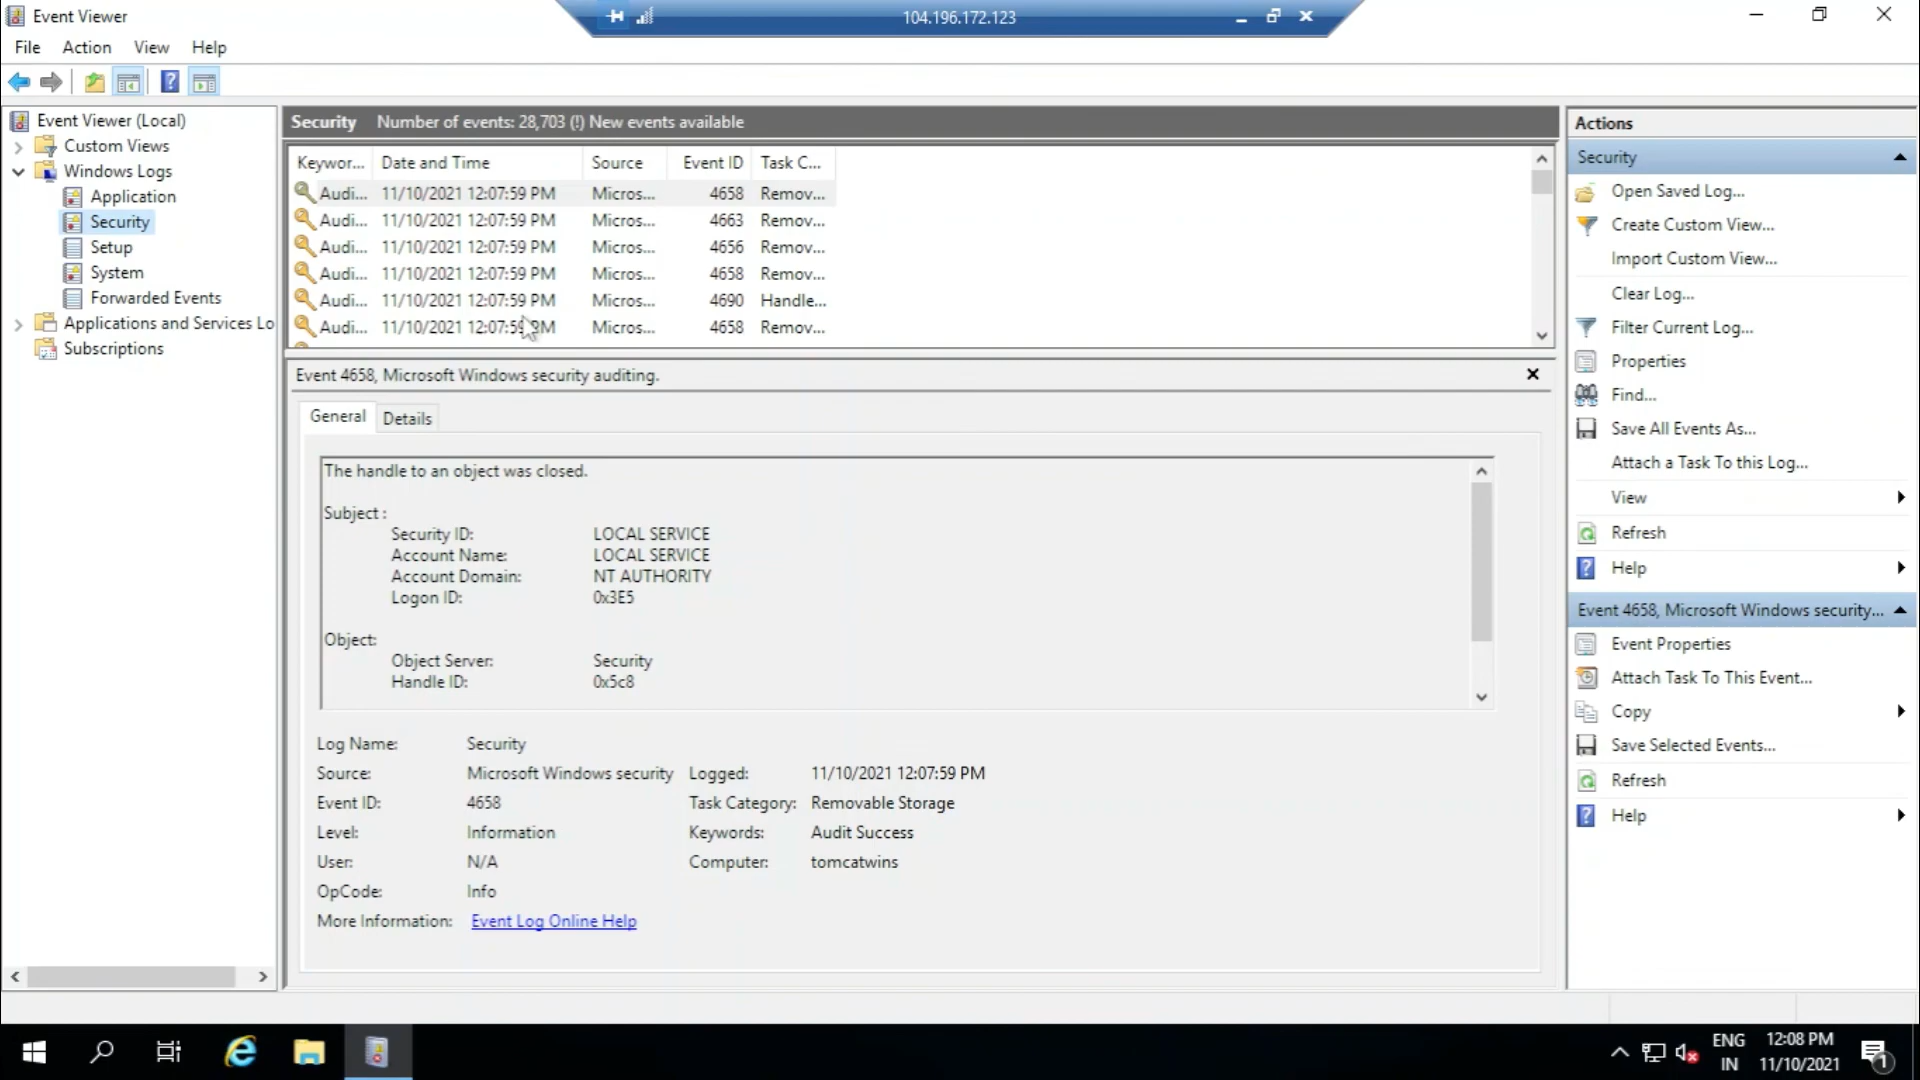 Event Viewer
104.196.172.123
File Action View Help
Event Viewer (Local)
Custom Views
Windows Logs
Application
Security
Setup
System
Forwarded Events
Applications and Services Lo
Subscriptions
Security Number of events: 28,703 (!) New events available
Keywor... Date and Time Source Event ID Task C...
Audi... 11/10/2021 12:07:59 PM Micros... 4658 Remov...
Audi... 11/10/2021 12:07:59 PM Micros... 4663 Remov...
Audi... 11/10/2021 12:07:59 PM Micros... 4656 Remov...
Audi... 11/10/2021 12:07:59 PM Micros... 4658 Remov...
Audi... 11/10/2021 12:07:59 PM Micros... 4690 Handle...
Audi... 11/10/2021 12:07:59 PM Micros... 4658 Remov...
Event 4658, Microsoft Windows security auditing.
General Details
The handle to an object was closed.
Subject :
Security ID: LOCAL SERVICE
Account Name: LOCAL SERVICE
Account Domain: NT AUTHORITY
Logon ID: 0x3E5
Object:
Object Server: Security
Handle ID: 0x5c8
Log Name: Security
Source: Microsoft Windows security Logged: 11/10/2021 12:07:59 PM
Event ID: 4658 Task Category: Removable Storage
Level: Information Keywords: Audit Success
User: N/A Computer: tomcatwins
OpCode: Info
More Information: Event Log Online Help
Actions
Security
Open Saved Log...
Create Custom View...
Import Custom View...
Clear Log...
Filter Current Log...
Properties
Find...
Save All Events As...
Attach a Task To this Log...
View
Refresh
Help
Event 4658, Microsoft Windows security...
Event Properties
Attach Task To This Event...
Copy
Save Selected Events...
Refresh
Help
ENG 12:08 PM
IN 11/10/2021 1